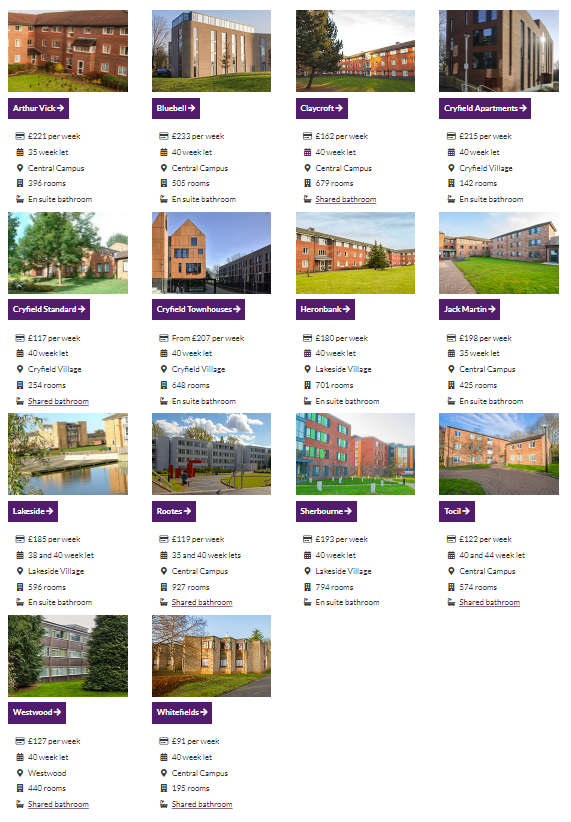 Arthur Vick →
£221 per week
35 week let
Central Campus
396 rooms
En suite bathroom
Bluebell →
£233 per week
40 week let
Central Campus
505 rooms
En suite bathroom
Claycroft →
£162 per week
40 week let
Central Campus
679 rooms
Shared bathroom
Cryfield Apartments →
£215 per week
40 week let
Cryfield Village
142 rooms
En suite bathroom
Cryfield Standard →
£117 per week
40 week let
Cryfield Village
254 rooms
Shared bathroom
Cryfield Townhouses →
From £207 per week
40 week let
Cryfield Village
648 rooms
En suite bathroom
Heronbank →
£180 per week
40 week let
Lakeside Village
701 rooms
En suite bathroom
Jack Martin →
£198 per week
35 week let
Central Campus
425 rooms
En suite bathroom
Lakeside →
£185 per week
38 and 40 week let
Lakeside Village
596 rooms
En suite bathroom
Rootes →
£119 per week
35 and 40 week lets
Central Campus
927 rooms
Shared bathroom
Sherbourne →
£193 per week
40 week let
Lakeside Village
794 rooms
En suite bathroom
Tocil →
£122 per week
40 and 44 week let
Central Campus
574 rooms
Shared bathroom
Westwood →
£127 per week
40 week let
Westwood
440 rooms
Shared bathroom
Whitefields →
£91 per week
40 week let
Central Campus
195 rooms
Shared bathroom